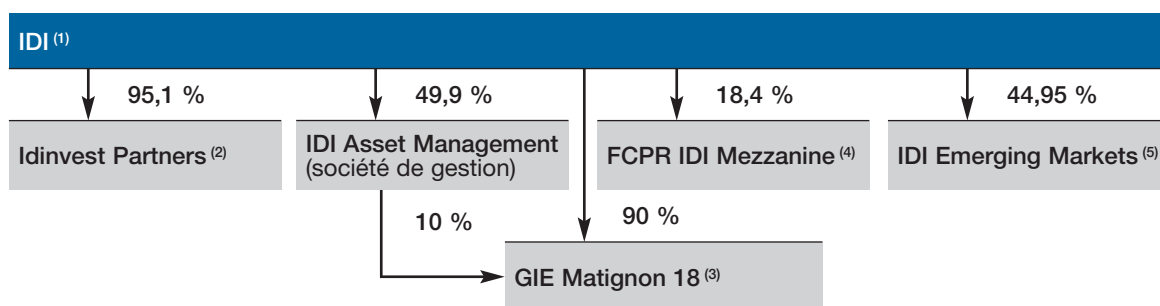 IDI (1)
95,1 %
49,9 %
18,4 %
44,95 %
Idinvest Partners (2)
IDI Asset Management
(société de gestion)
FCPR IDI Mezzanine (4)
IDI Emerging Markets (5)
10 %
90 %
GIE Matignon 18 (3)